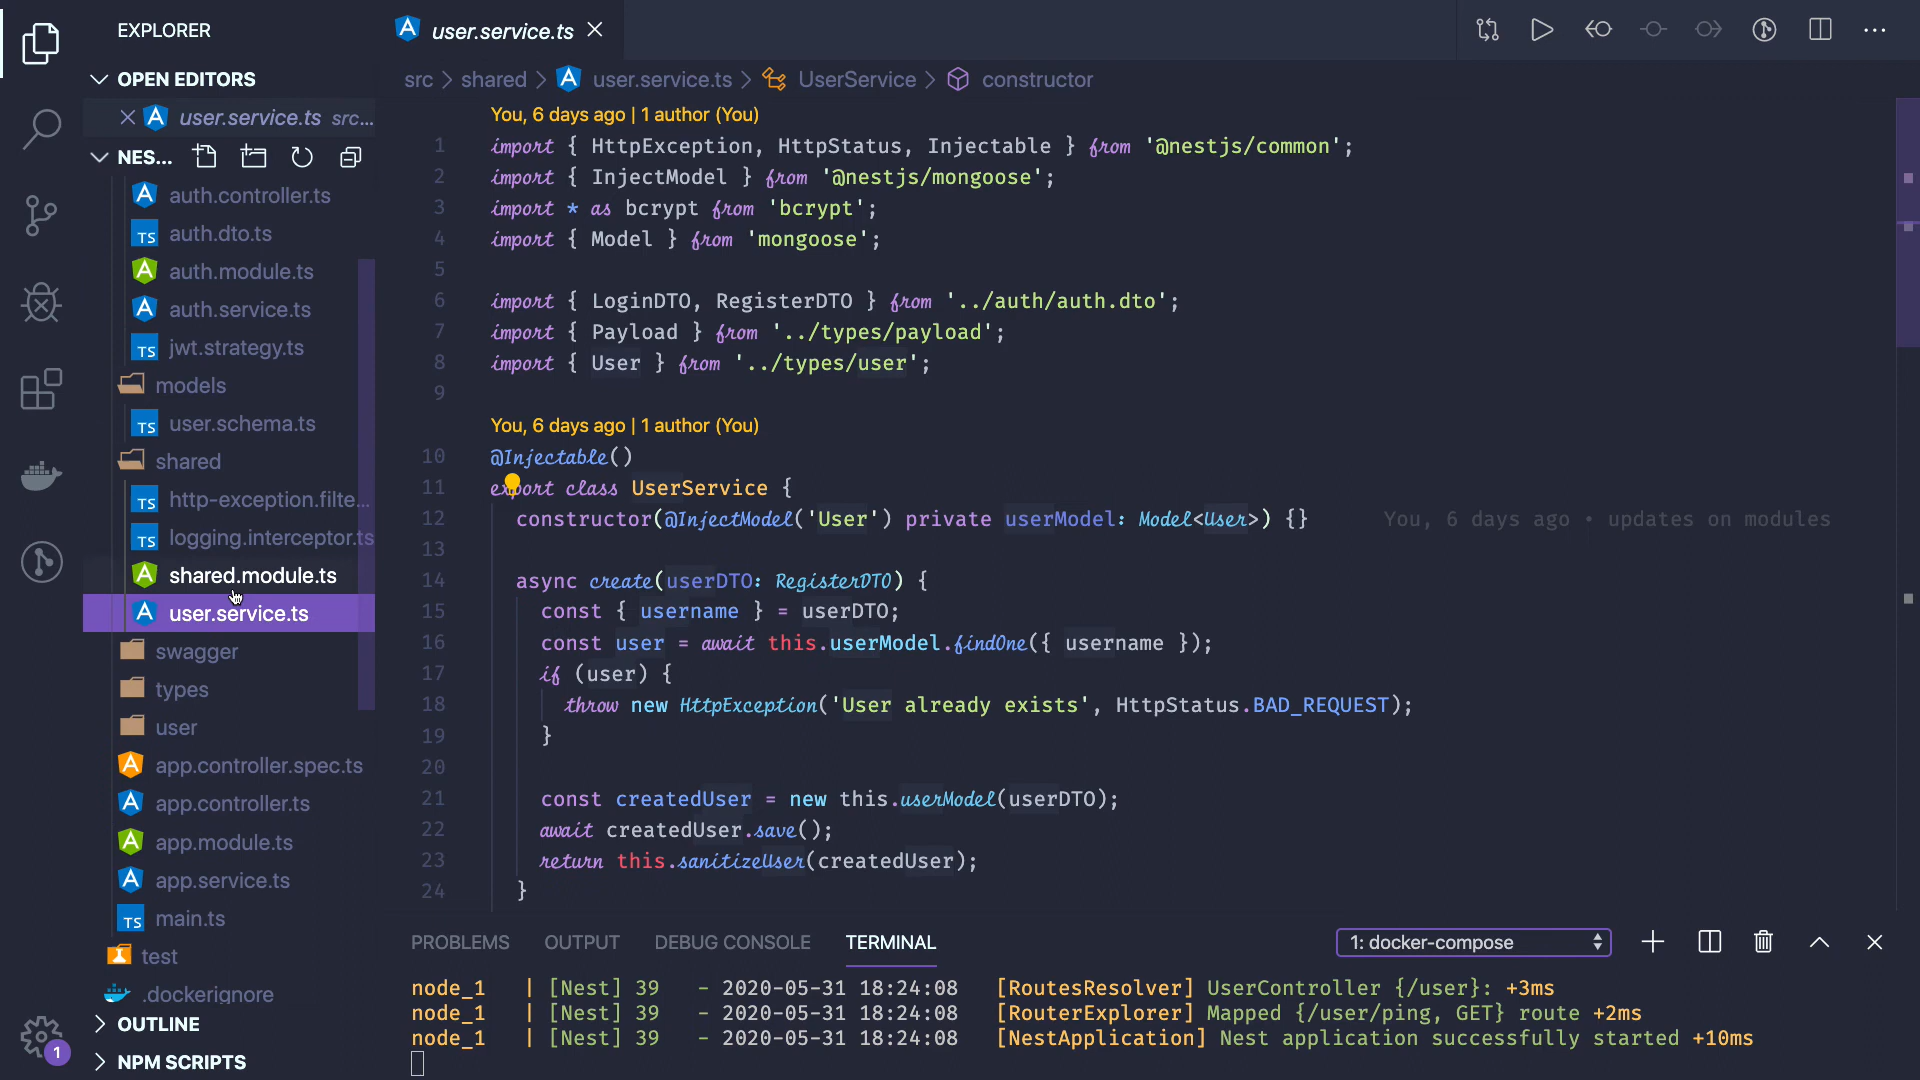 EXPLORER
OPEN EDITORS
user.service.ts src...
NES...
auth.controller.ts
auth.dto.ts
auth.module.ts
auth.service.ts
jwt.strategy.ts
models
user.schema.ts
shared
http-exception.filte...
logging.interceptor.ts
shared.module.ts
user.service.ts
swagger
types
user
app.controller.spec.ts
app.controller.ts
app.module.ts
app.service.ts
main.ts
test
.dockerignore
OUTLINE
NPM SCRIPTS
1
user.service.ts
src > shared > user.service.ts > UserService > constructor
You, 6 days ago | 1 author (You)
1 import { HttpException, HttpStatus, Injectable } from '@nestjs/common';
2 import { InjectModel } from '@nestjs/mongoose';
3 import * as bcrypt from 'bcrypt';
4 import { Model } from 'mongoose';
5
6 import { LoginDTO, RegisterDTO } from '../auth/auth.dto';
7 import { Payload } from '../types/payload';
8 import { User } from '../types/user';
9
You, 6 days ago | 1 author (You)
10 @Injectable()
11 export class UserService {
12 constructor(@InjectModel('User') private userModel: Model<User>) {} You, 6 days ago • updates on modules
13
14 async create(userDTO: RegisterDTO) {
15 const { username } = userDTO;
16 const user = await this.userModel.findOne({ username });
17 if (user) {
18 throw new HttpException('User already exists', HttpStatus.BAD_REQUEST);
19 }
20
21 const createdUser = new this.userModel(userDTO);
22 await createdUser.save();
23 return this.sanitizeUser(createdUser);
24 }
PROBLEMS OUTPUT DEBUG CONSOLE TERMINAL 1: docker-compose
node_1 | [Nest] 39 - 2020-05-31 18:24:08 [RoutesResolver] UserController {/user}: +3ms
node_1 | [Nest] 39 - 2020-05-31 18:24:08 [RouterExplorer] Mapped {/user/ping, GET} route +2ms
node_1 | [Nest] 39 - 2020-05-31 18:24:08 [NestApplication] Nest application successfully started +10ms